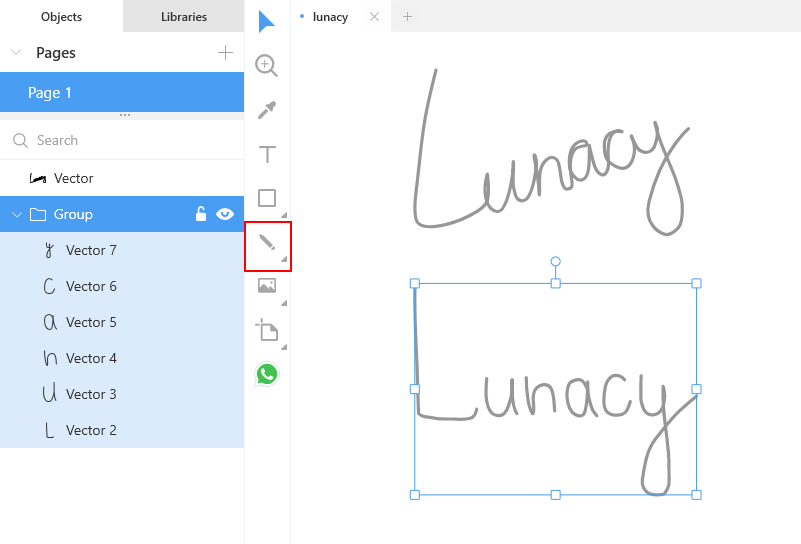 Objects
Libraries
lunacy
Pages
Page 1
Search
Vector
Group
Vector 7
Vector 6
Vector 5
Vector 4
Vector 3
Vector 2
T
Lunacy
Lunacy